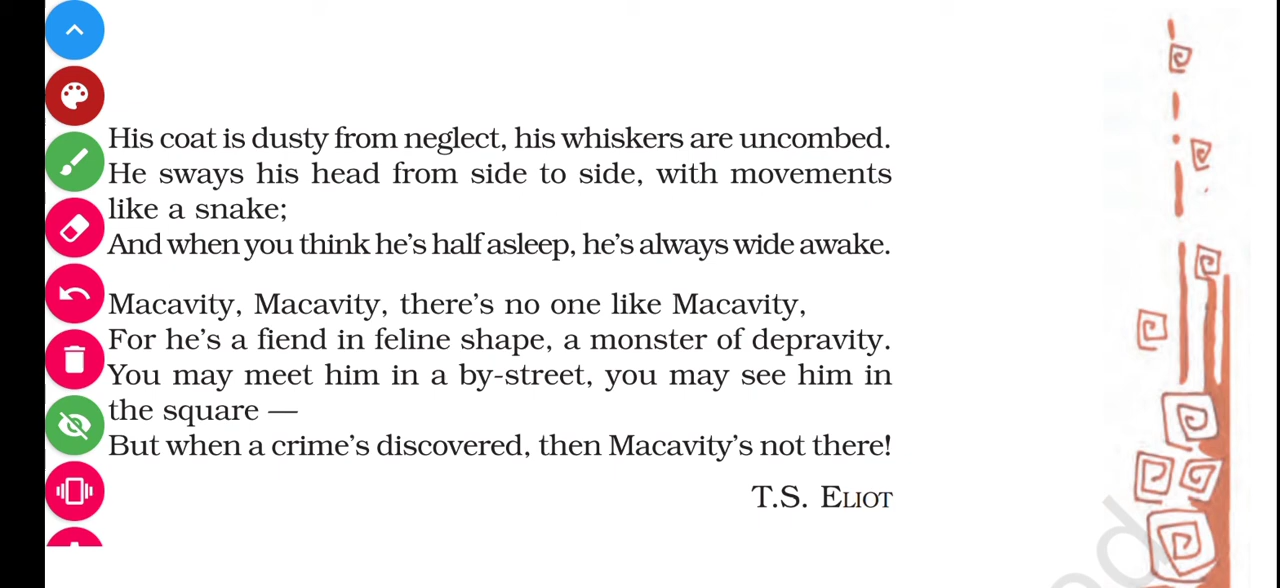 His coat is dusty from neglect, his whiskers are uncombed.
He sways his head from side to side, with movements
like a snake;
And when you think he's half asleep, he's always wide awake.
Macavity, Macavity, there's no one like Macavity,
For he's a fiend in feline shape, a monster of depravity.
You may meet him in a by-street, you may see him in
the square —
But when a crime's discovered, then Macavity's not there!
T.S. ELIOT